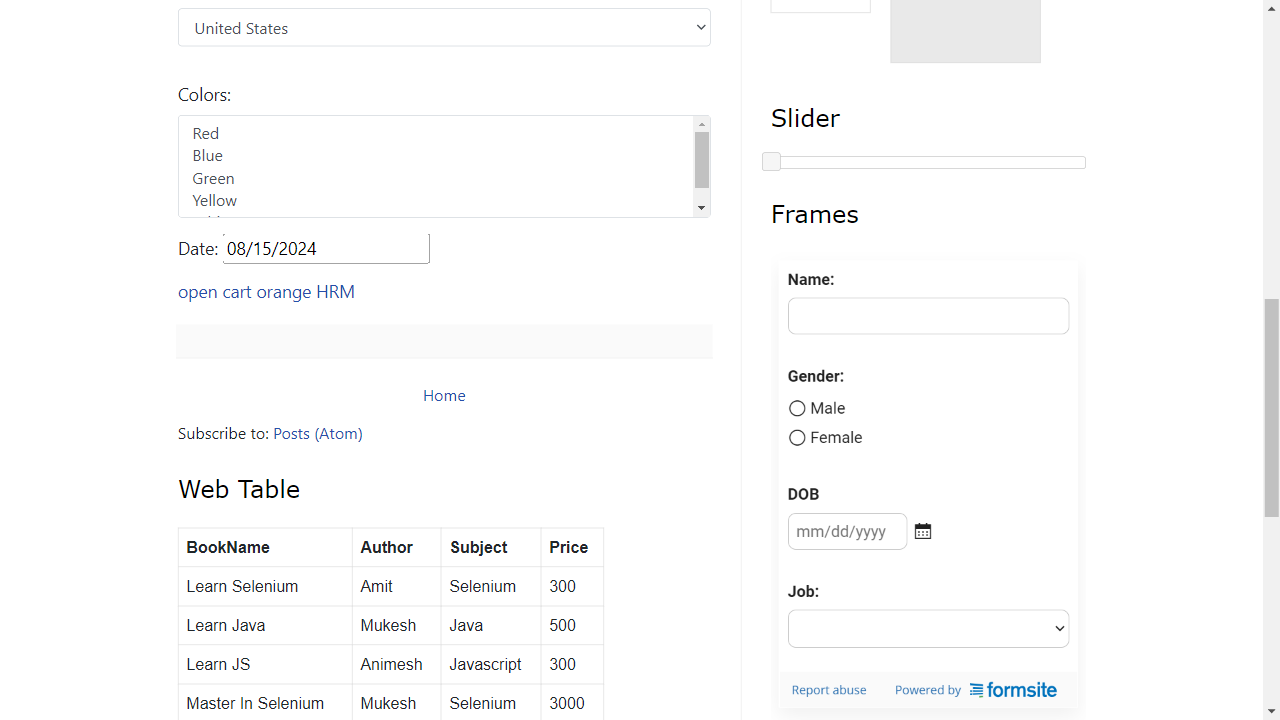 United States
Colors:
Red
Blue
Green
Yellow
Date: 08/15/2024
open cart orange HRM
Home
Subscribe to: Posts (Atom)
Web Table
BookName Author Subject Price
Learn Selenium Amit Selenium 300
Learn Java Mukesh Java 500
Learn JS Animesh Javascript 300
Master In Selenium Mukesh Selenium 3000
Slider
Frames
Name:
Gender:
Male
Female
DOB
mm/dd/yyyy
Job:
Report abuse Powered by formsite